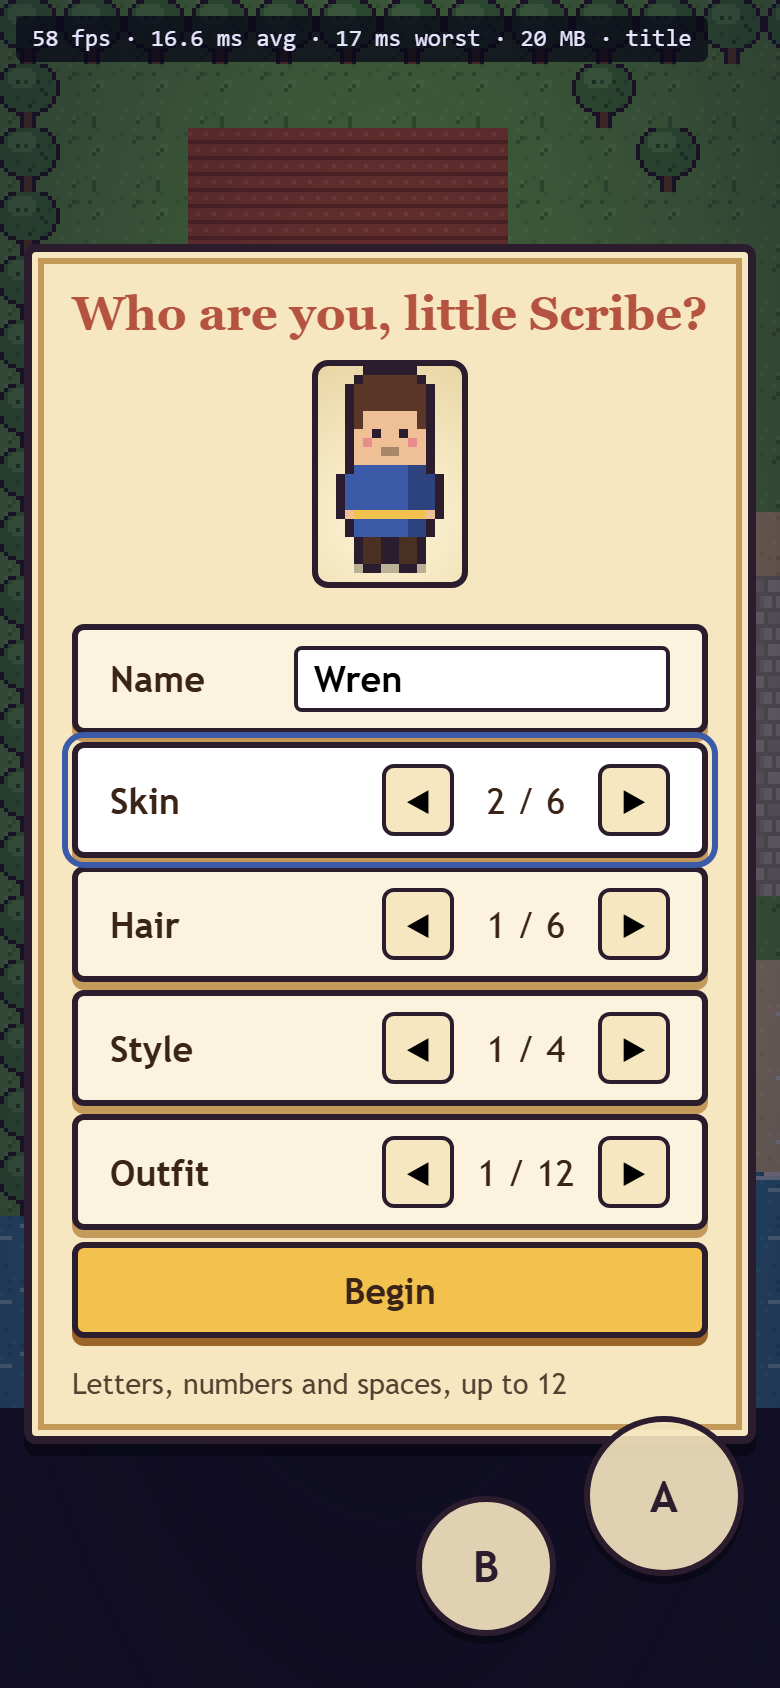 58 fps · 16.6 ms avg · 17 ms worst · 20 MB · title
Who are you, little Scribe?
Name Wren
Skin ◀ 2 / 6 ▶
Hair ◀ 1 / 6 ▶
Style ◀ 1 / 4 ▶
Outfit ◀ 1 / 12 ▶
Begin
Letters, numbers and spaces, up to 12
A
B